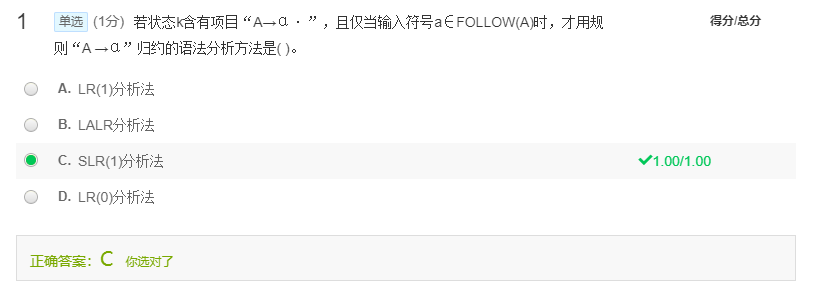 1 单选 (1分) 若状态k含有项目“A→α·”，且仅当输入符号a∈FOLLOW(A)时，才用规 得分/总分
则“A→α”归约的语法分析方法是( )。
A. LR(1)分析法
B. LALR分析法
C. SLR(1)分析法 1.00/1.00
D. LR(0)分析法
正确答案：C 你选对了